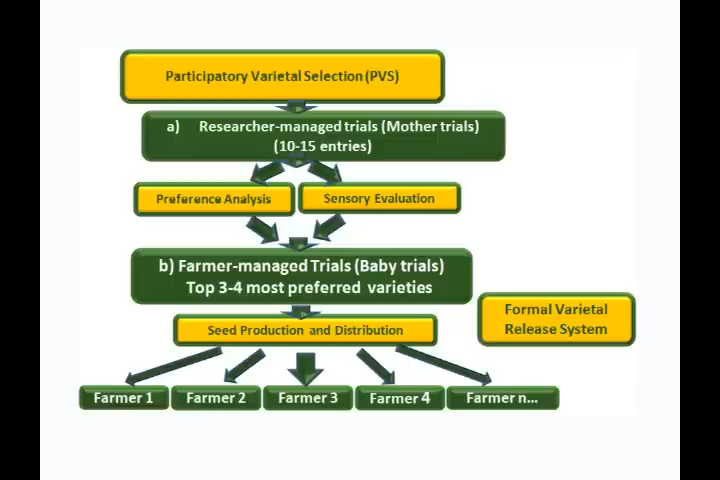 Participatory Varietal Selection (PVS)
a) Researcher-managed trials (Mother trials)
(10-15 entries)
Preference Analysis
Sensory Evaluation
b) Farmer-managed Trials (Baby trials)
Top 3-4 most preferred varieties
Formal Varietal
Release System
Seed Production and Distribution
Farmer 1
Farmer 2
Farmer 3
Farmer 4
Farmer n...